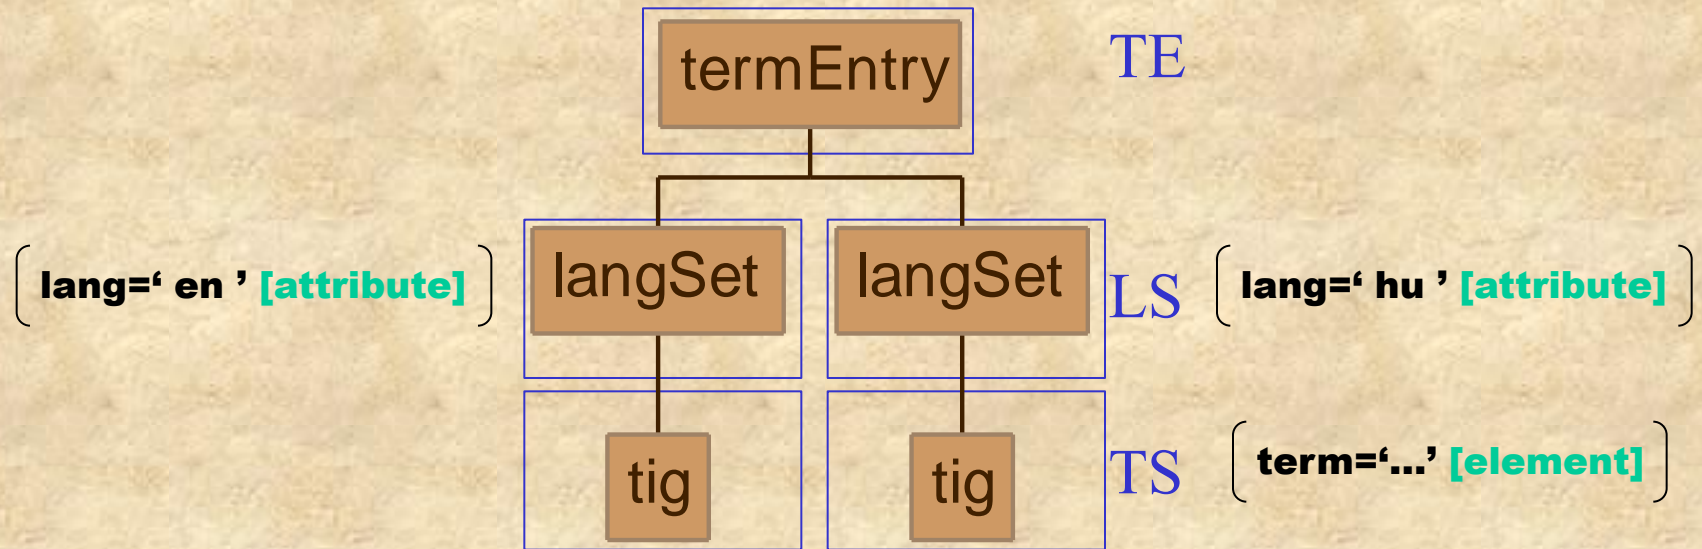 termEntry
TE
lang=‘ en ’ [attribute]
langSet
langSet
LS
lang=‘ hu ’ [attribute]
tig
tig
TS
term=‘…’ [element]